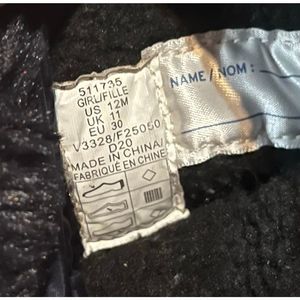 511735
GIRL/FILLE
US 12M
UK 11
EU 30
V3328/F25050
D20
MADE IN CHINA/
FABRIQUÉ EN CHINE
NAME / NOM :